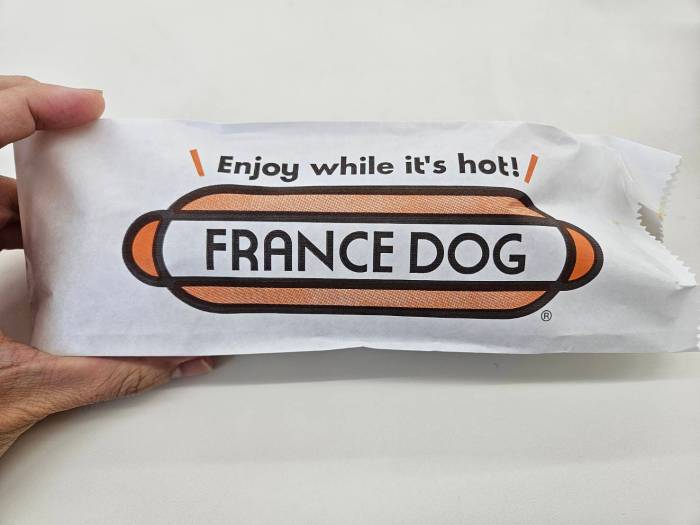 Enjoy while it's hot!
FRANCE DOG
®